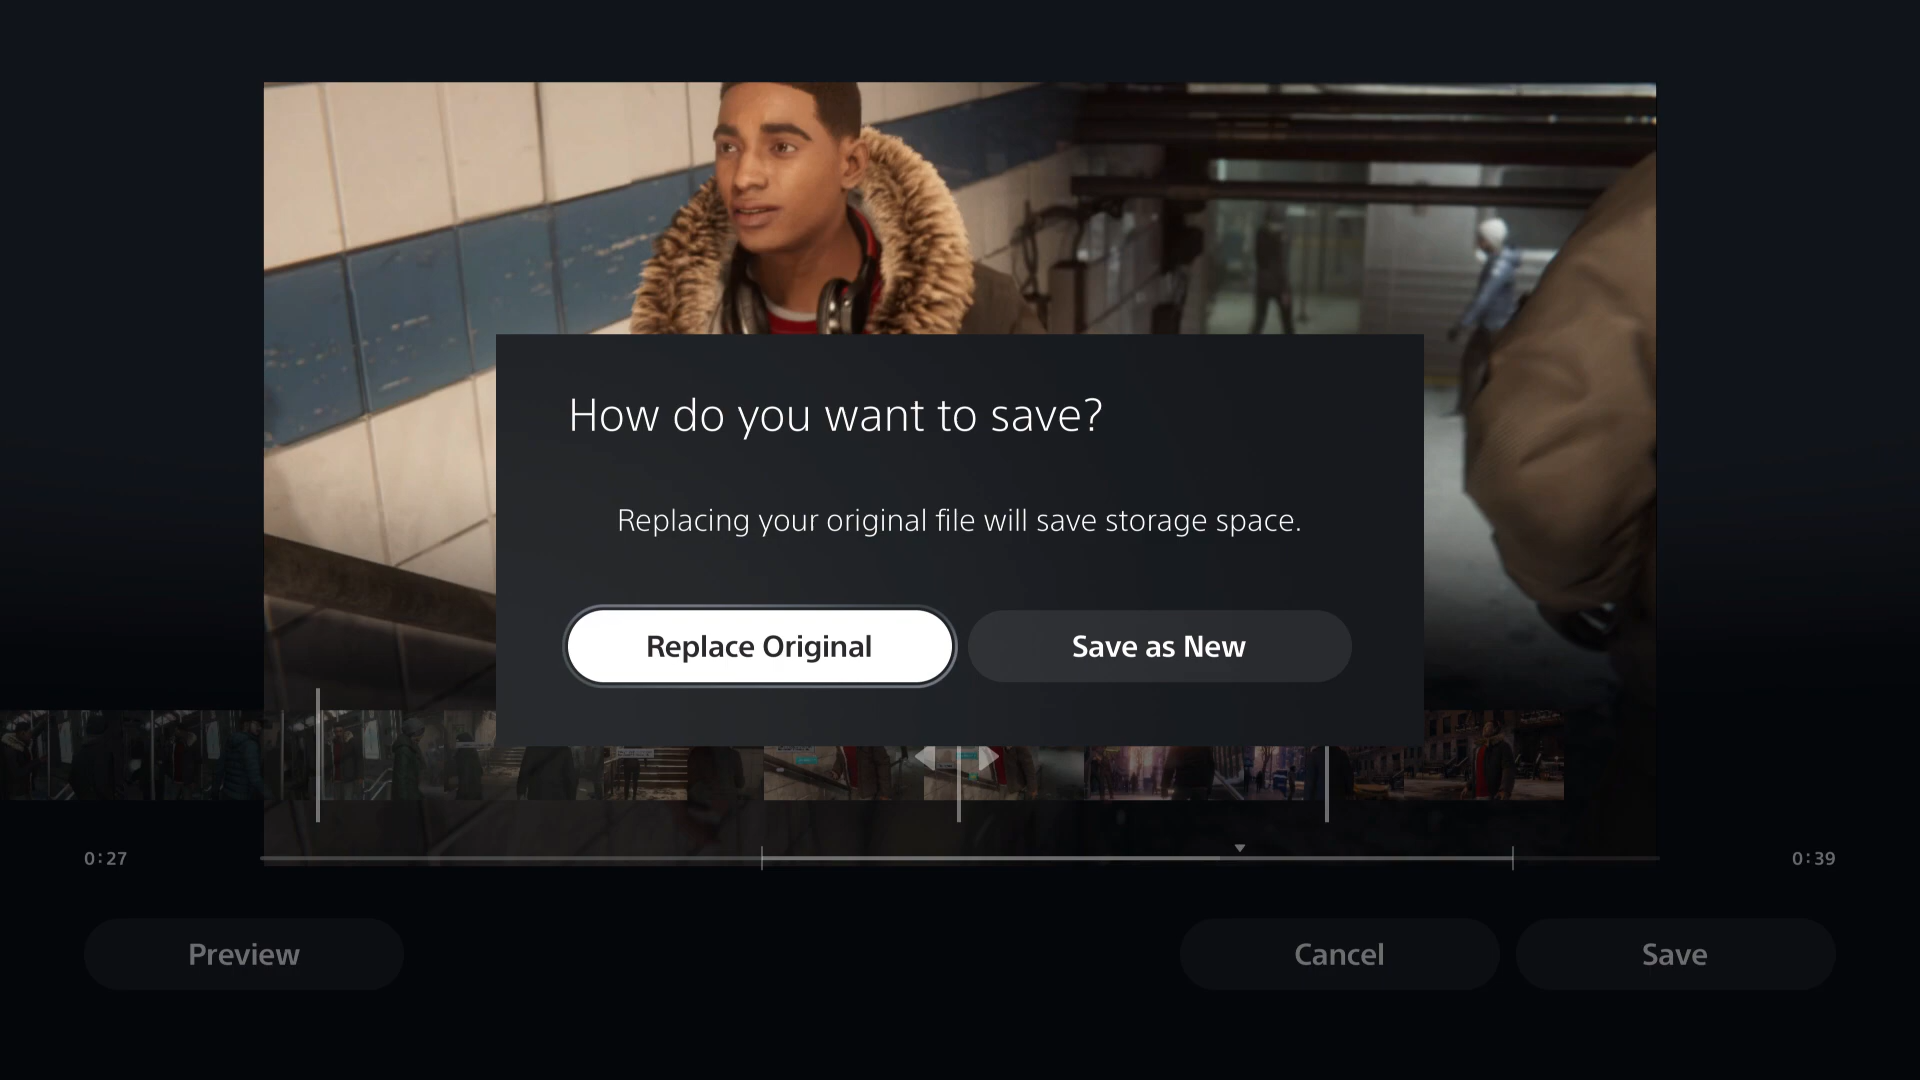 How do you want to save?
Replacing your original file will save storage space.
Replace Original
Save as New
0:27
0:39
Preview
Cancel
Save